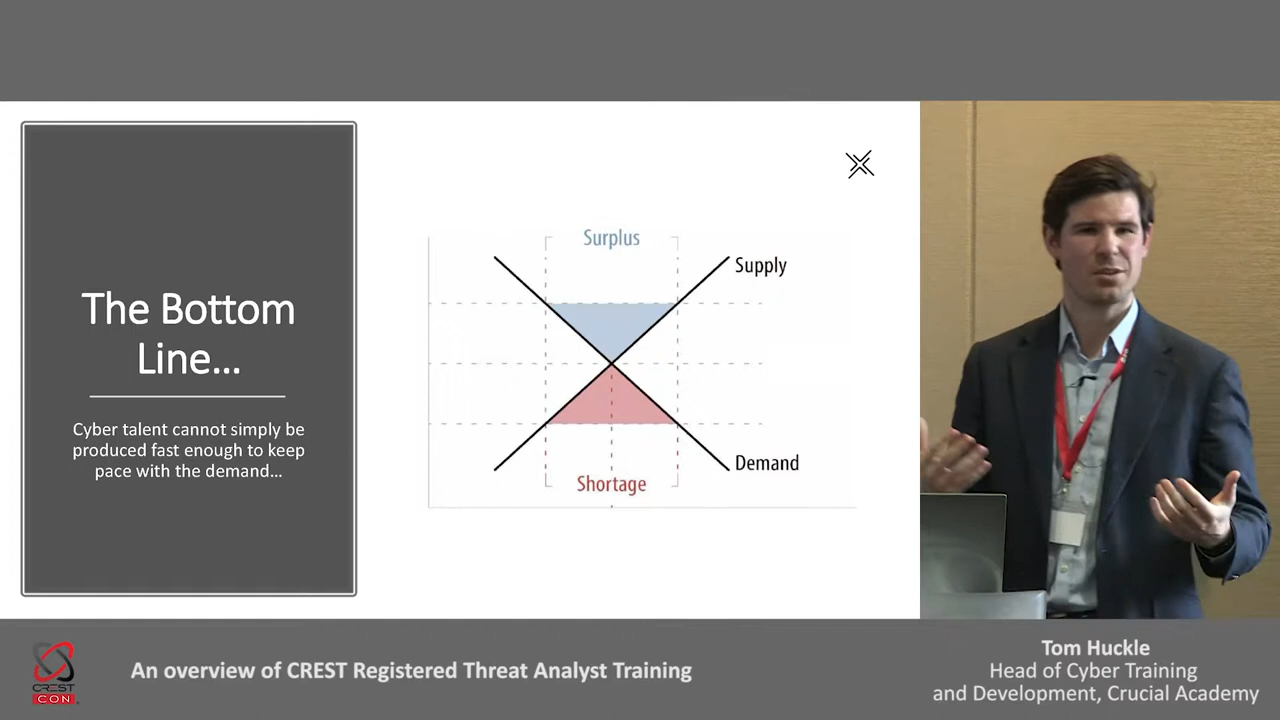 The Bottom
Line...
Cyber talent cannot simply be
produced fast enough to keep
pace with the demand...
Surplus
Supply
Demand
Shortage
CREST
CON
An overview of CREST Registered Threat Analyst Training
Tom Huckle
Head of Cyber Training
and Development, Crucial Academy